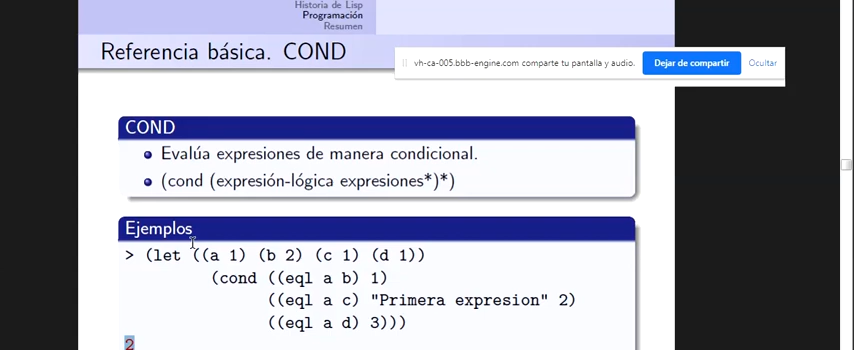 Historia de Lisp
Programación
Resumen
Referencia básica. COND
vh-ca-005.bbb-engine.com comparte tu pantalla y audio.
Dejar de compartir
Ocultar
COND
Evalúa expresiones de manera condicional.
(cond (expresión-lógica expresiones*)*)
Ejemplos
> (let ((a 1) (b 2) (c 1) (d 1))
(cond ((eql a b) 1)
((eql a c) "Primera expresion" 2)
((eql a d) 3)))
2